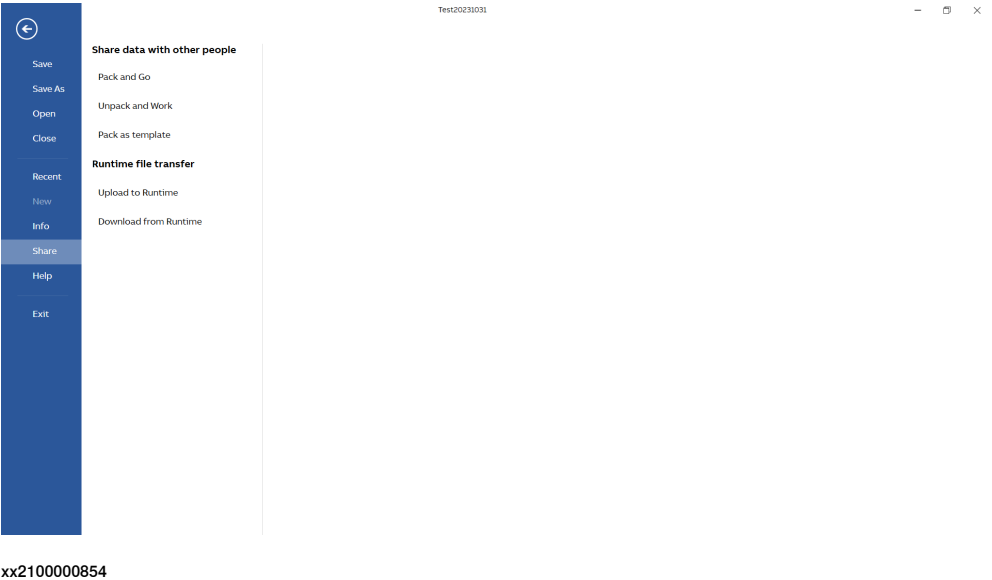 Test20231031
Save
Save As
Open
Close
Recent
New
Info
Share
Help
Exit
Share data with other people
Pack and Go
Unpack and Work
Pack as template
Runtime file transfer
Upload to Runtime
Download from Runtime
xx2100000854